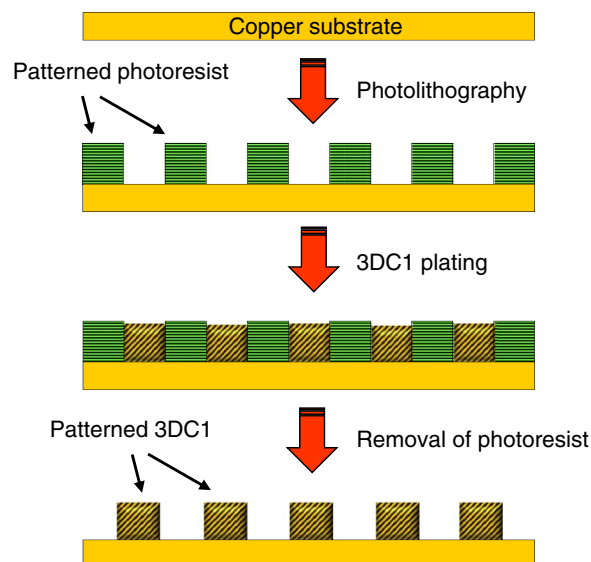 Copper substrate
Patterned photoresist
Photolithography
3DC1 plating
Patterned 3DC1
Removal of photoresist